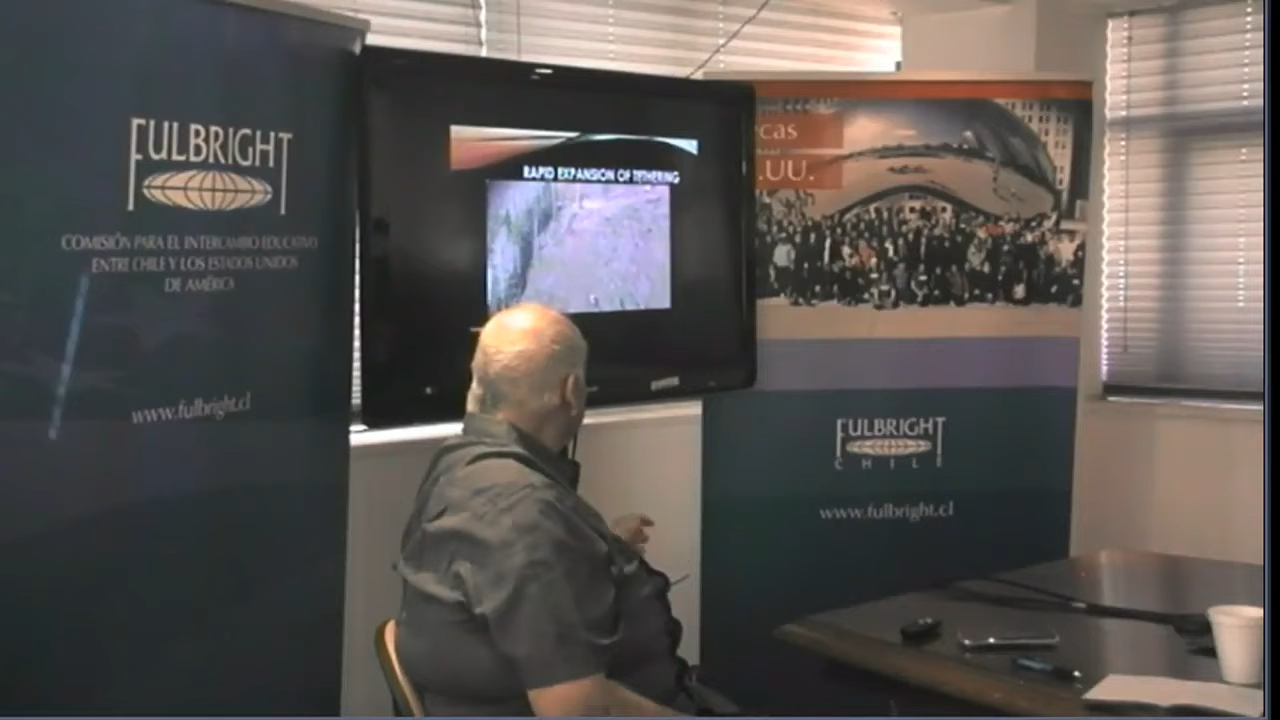 FULBRIGHT
COMISIÓN PARA EL INTERCAMBIO EDUCATIVO
ENTRE CHILE Y LOS ESTADOS UNIDOS
DE AMÉRICA
www.fulbright.cl
RAPID EXPANSION OF TETHERING
cas
.UU.
FULBRIGHT
CHILE
www.fulbright.cl